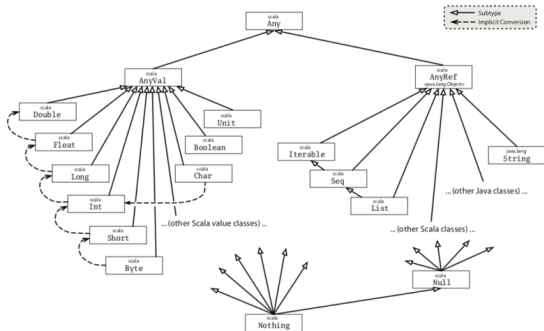 scala
Any
Subtype
Implicit Conversion
scala
AnyVal
scala
AnyRef
<java.lang.Object>
scala
Double
scala
Unit
scala
Float
scala
Boolean
scala
Iterable
java.lang
String
scala
Long
scala
Char
scala
Seq
... (other Java classes) ...
scala
Int
scala
List
... (other Scala value classes) ...
... (other Scala classes) ...
scala
Short
scala
Byte
scala
Null
scala
Nothing